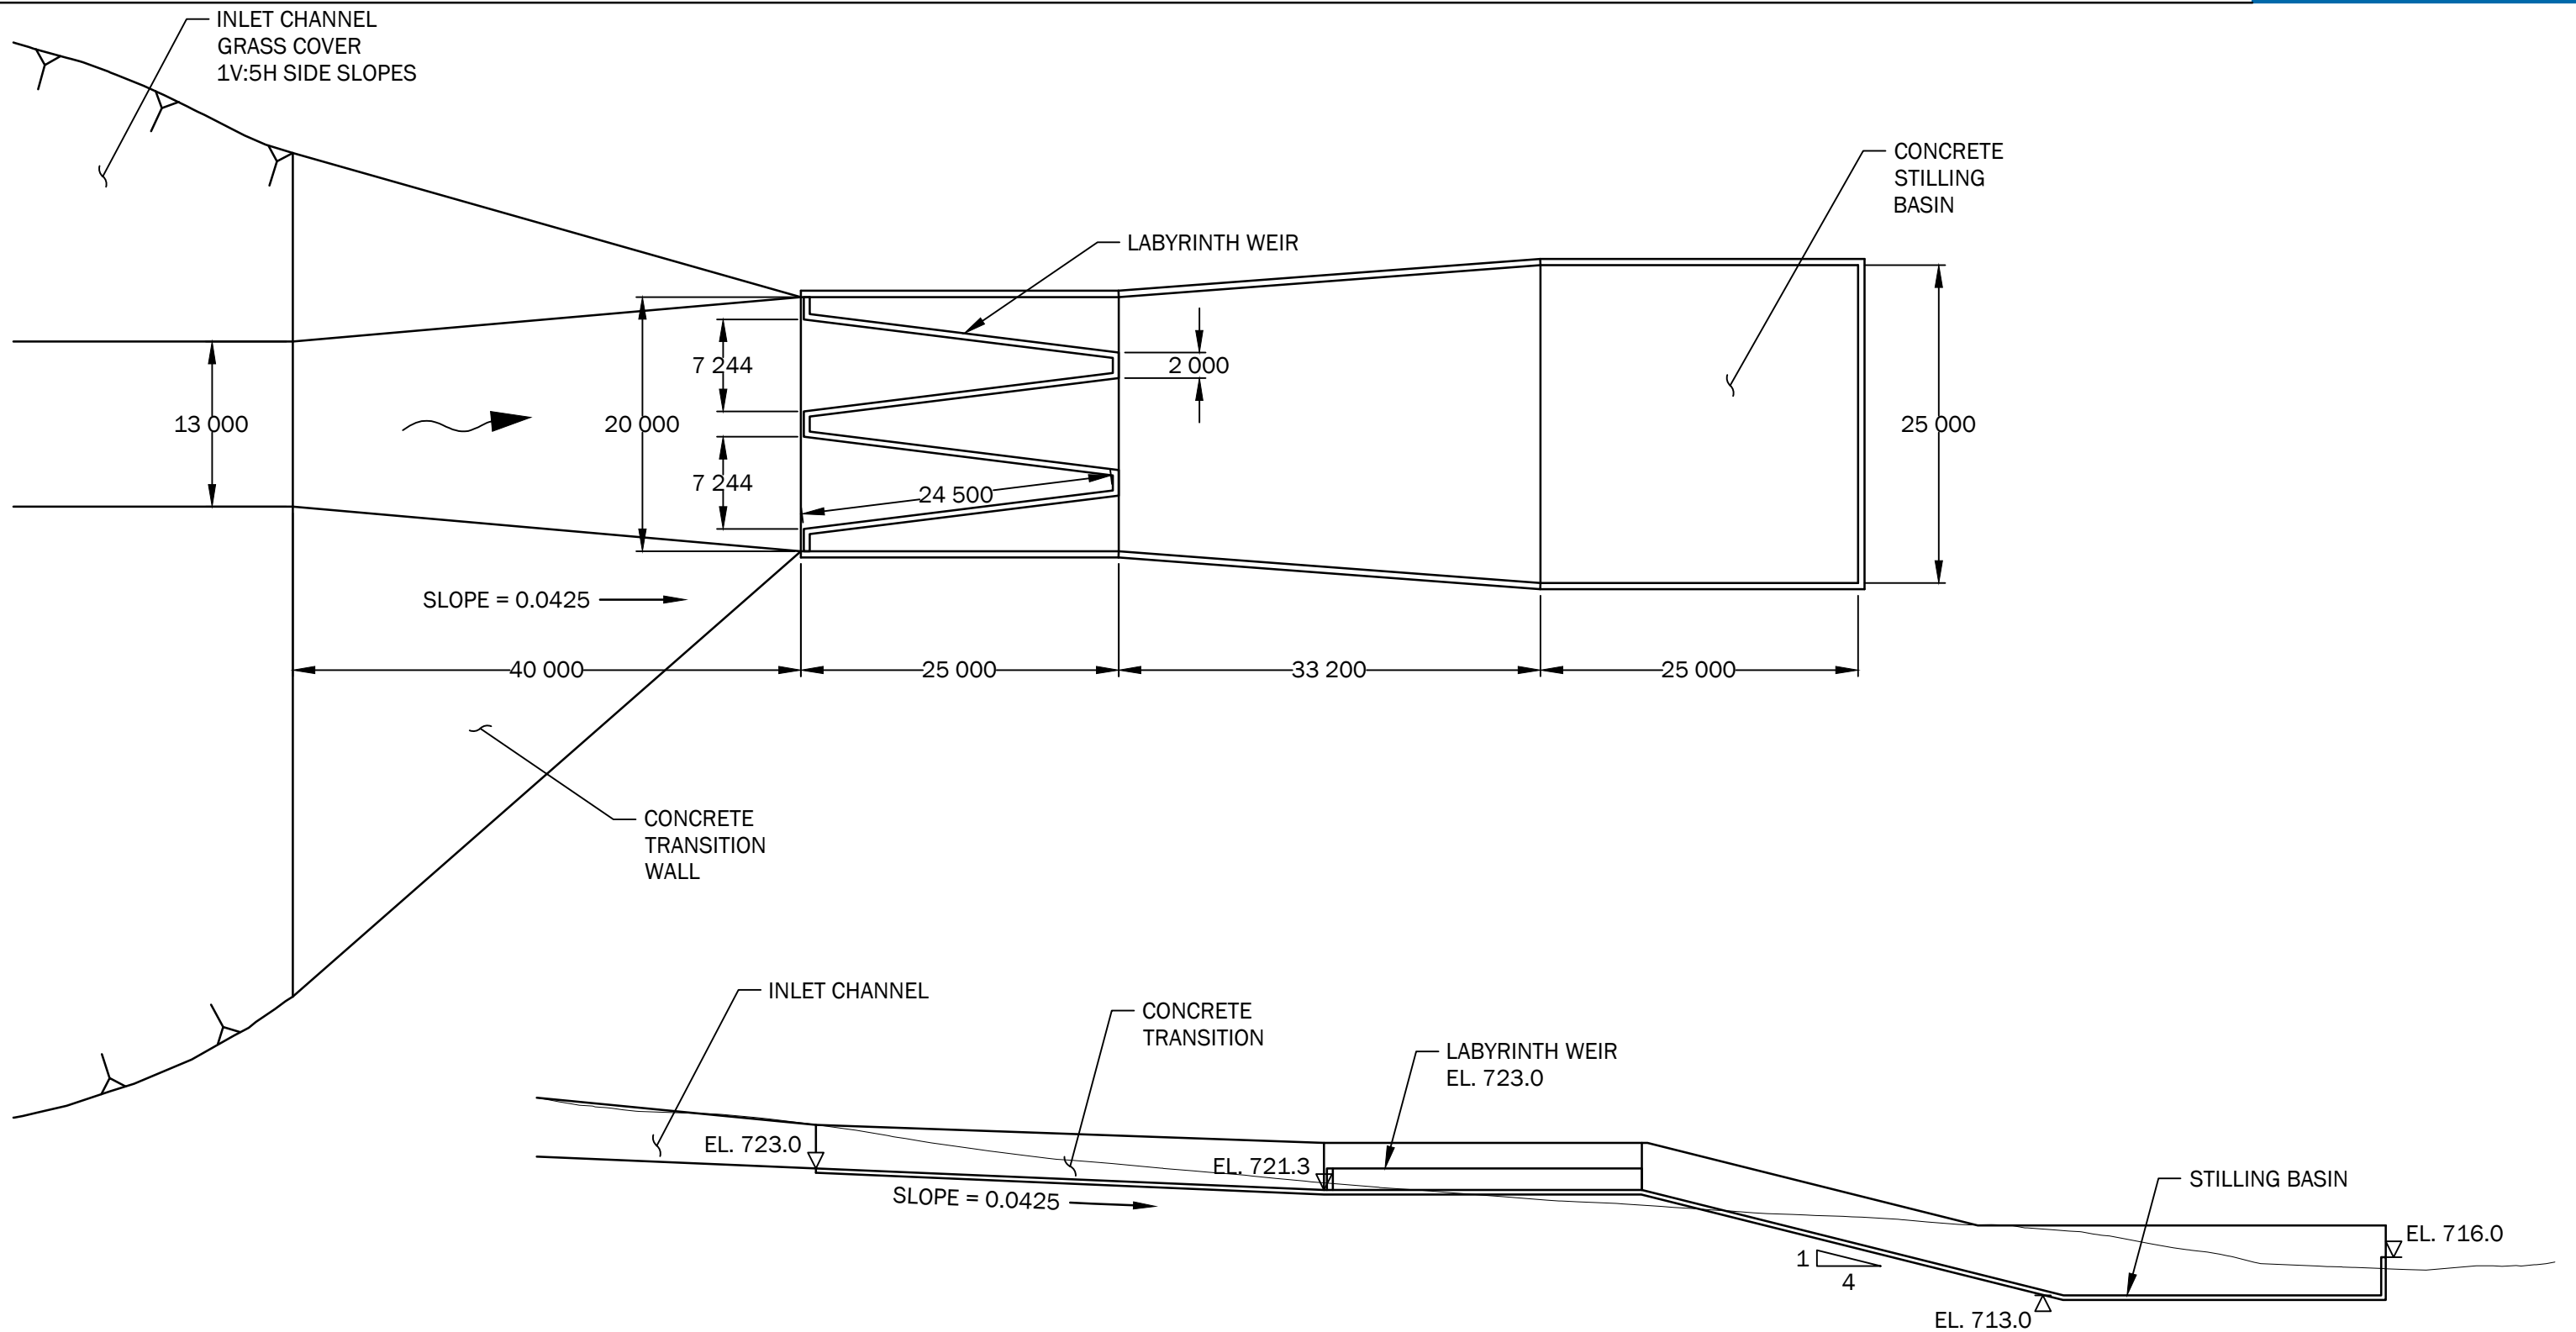 INLET CHANNEL
GRASS COVER
1V:5H SIDE SLOPES
CONCRETE
STILLING
BASIN
LABYRINTH WEIR
7 244
2 000
13 000
20 000
25 000
7 244
24 500
SLOPE = 0.0425
40 000
25 000
33 200
25 000
CONCRETE
TRANSITION
WALL
INLET CHANNEL
CONCRETE
TRANSITION
LABYRINTH WEIR
EL. 723.0
EL. 723.0
EL. 721.3
STILLING BASIN
SLOPE = 0.0425
EL. 716.0
1
4
EL. 713.0